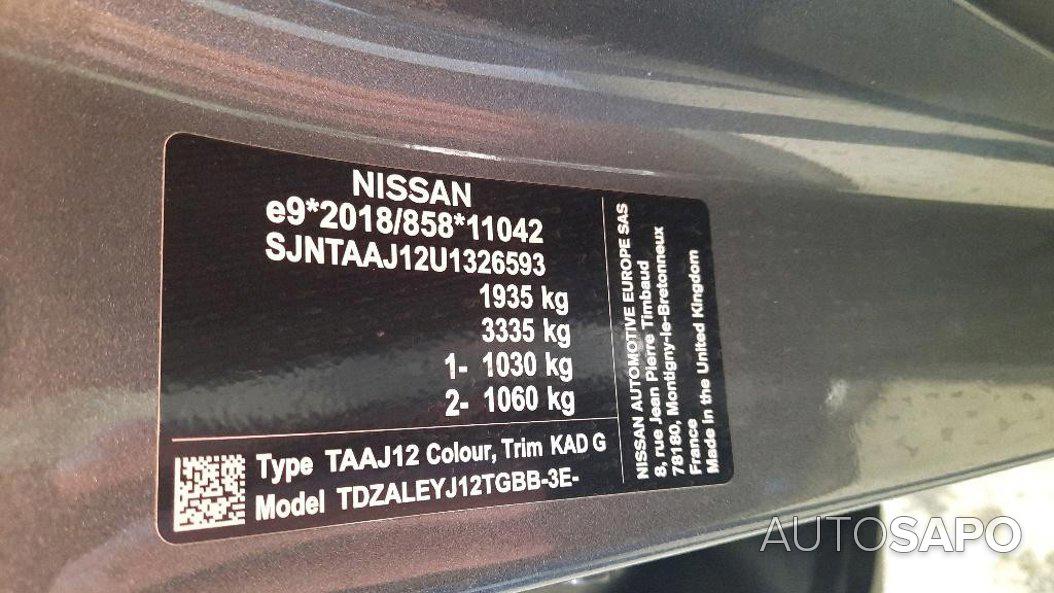 NISSAN
e9*2018/858*11042
SJNTAAJ12U1326593
1935 kg
3335 kg
1- 1030 kg
2- 1060 kg
Type TAAJ12 Colour, Trim KAD G
Model TDZALEYJ12TGBB-3E-
NISSAN AUTOMOTIVE EUROPE SAS
8, rue Jean Pierre Timbaud
78180, Montigny-le-Bretonneux
France
Made in the United Kingdom
AUTOSAPO